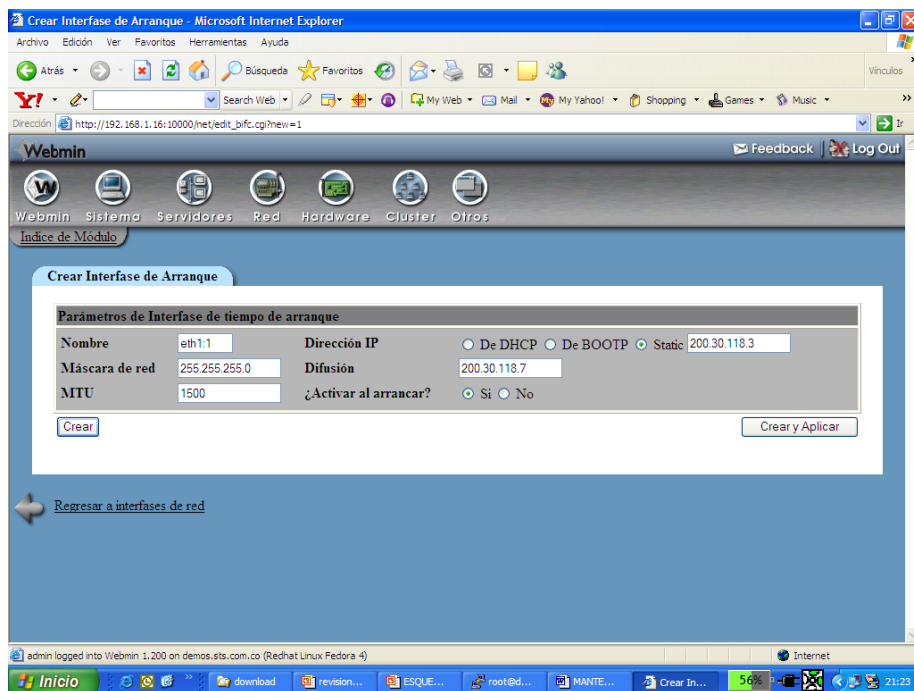 Crear Interfase de Arranque - Microsoft Internet Explorer
Archivo Edición Ver Favoritos Herramientas Ayuda
Atrás Búsqueda Favoritos Vínculos
Y! Search Web My Web Mail My Yahoo! Shopping Games Music »
Dirección http://192.168.1.16:10000/net/edit_bifc.cgi?new=1 Ir
Webmin Feedback Log Out
Webmin Sistema Servidores Red Hardware Cluster Otros
Indice de Módulo
Crear Interfase de Arranque
Parámetros de Interfase de tiempo de arranque
Nombre eth1:1 Dirección IP De DHCP De BOOTP Static 200.30.118.3
Máscara de red 255.255.255.0 Difusión 200.30.118.7
MTU 1500 ¿Activar al arrancar? Si No
Crear Crear y Aplicar
Regresar a interfases de red
admin logged into Webmin 1.200 on demos.sts.com.co (Redhat Linux Fedora 4) Internet
Inicio » download revision... ESQUE... root@d... MANTE... Crear In... 56% 21:23